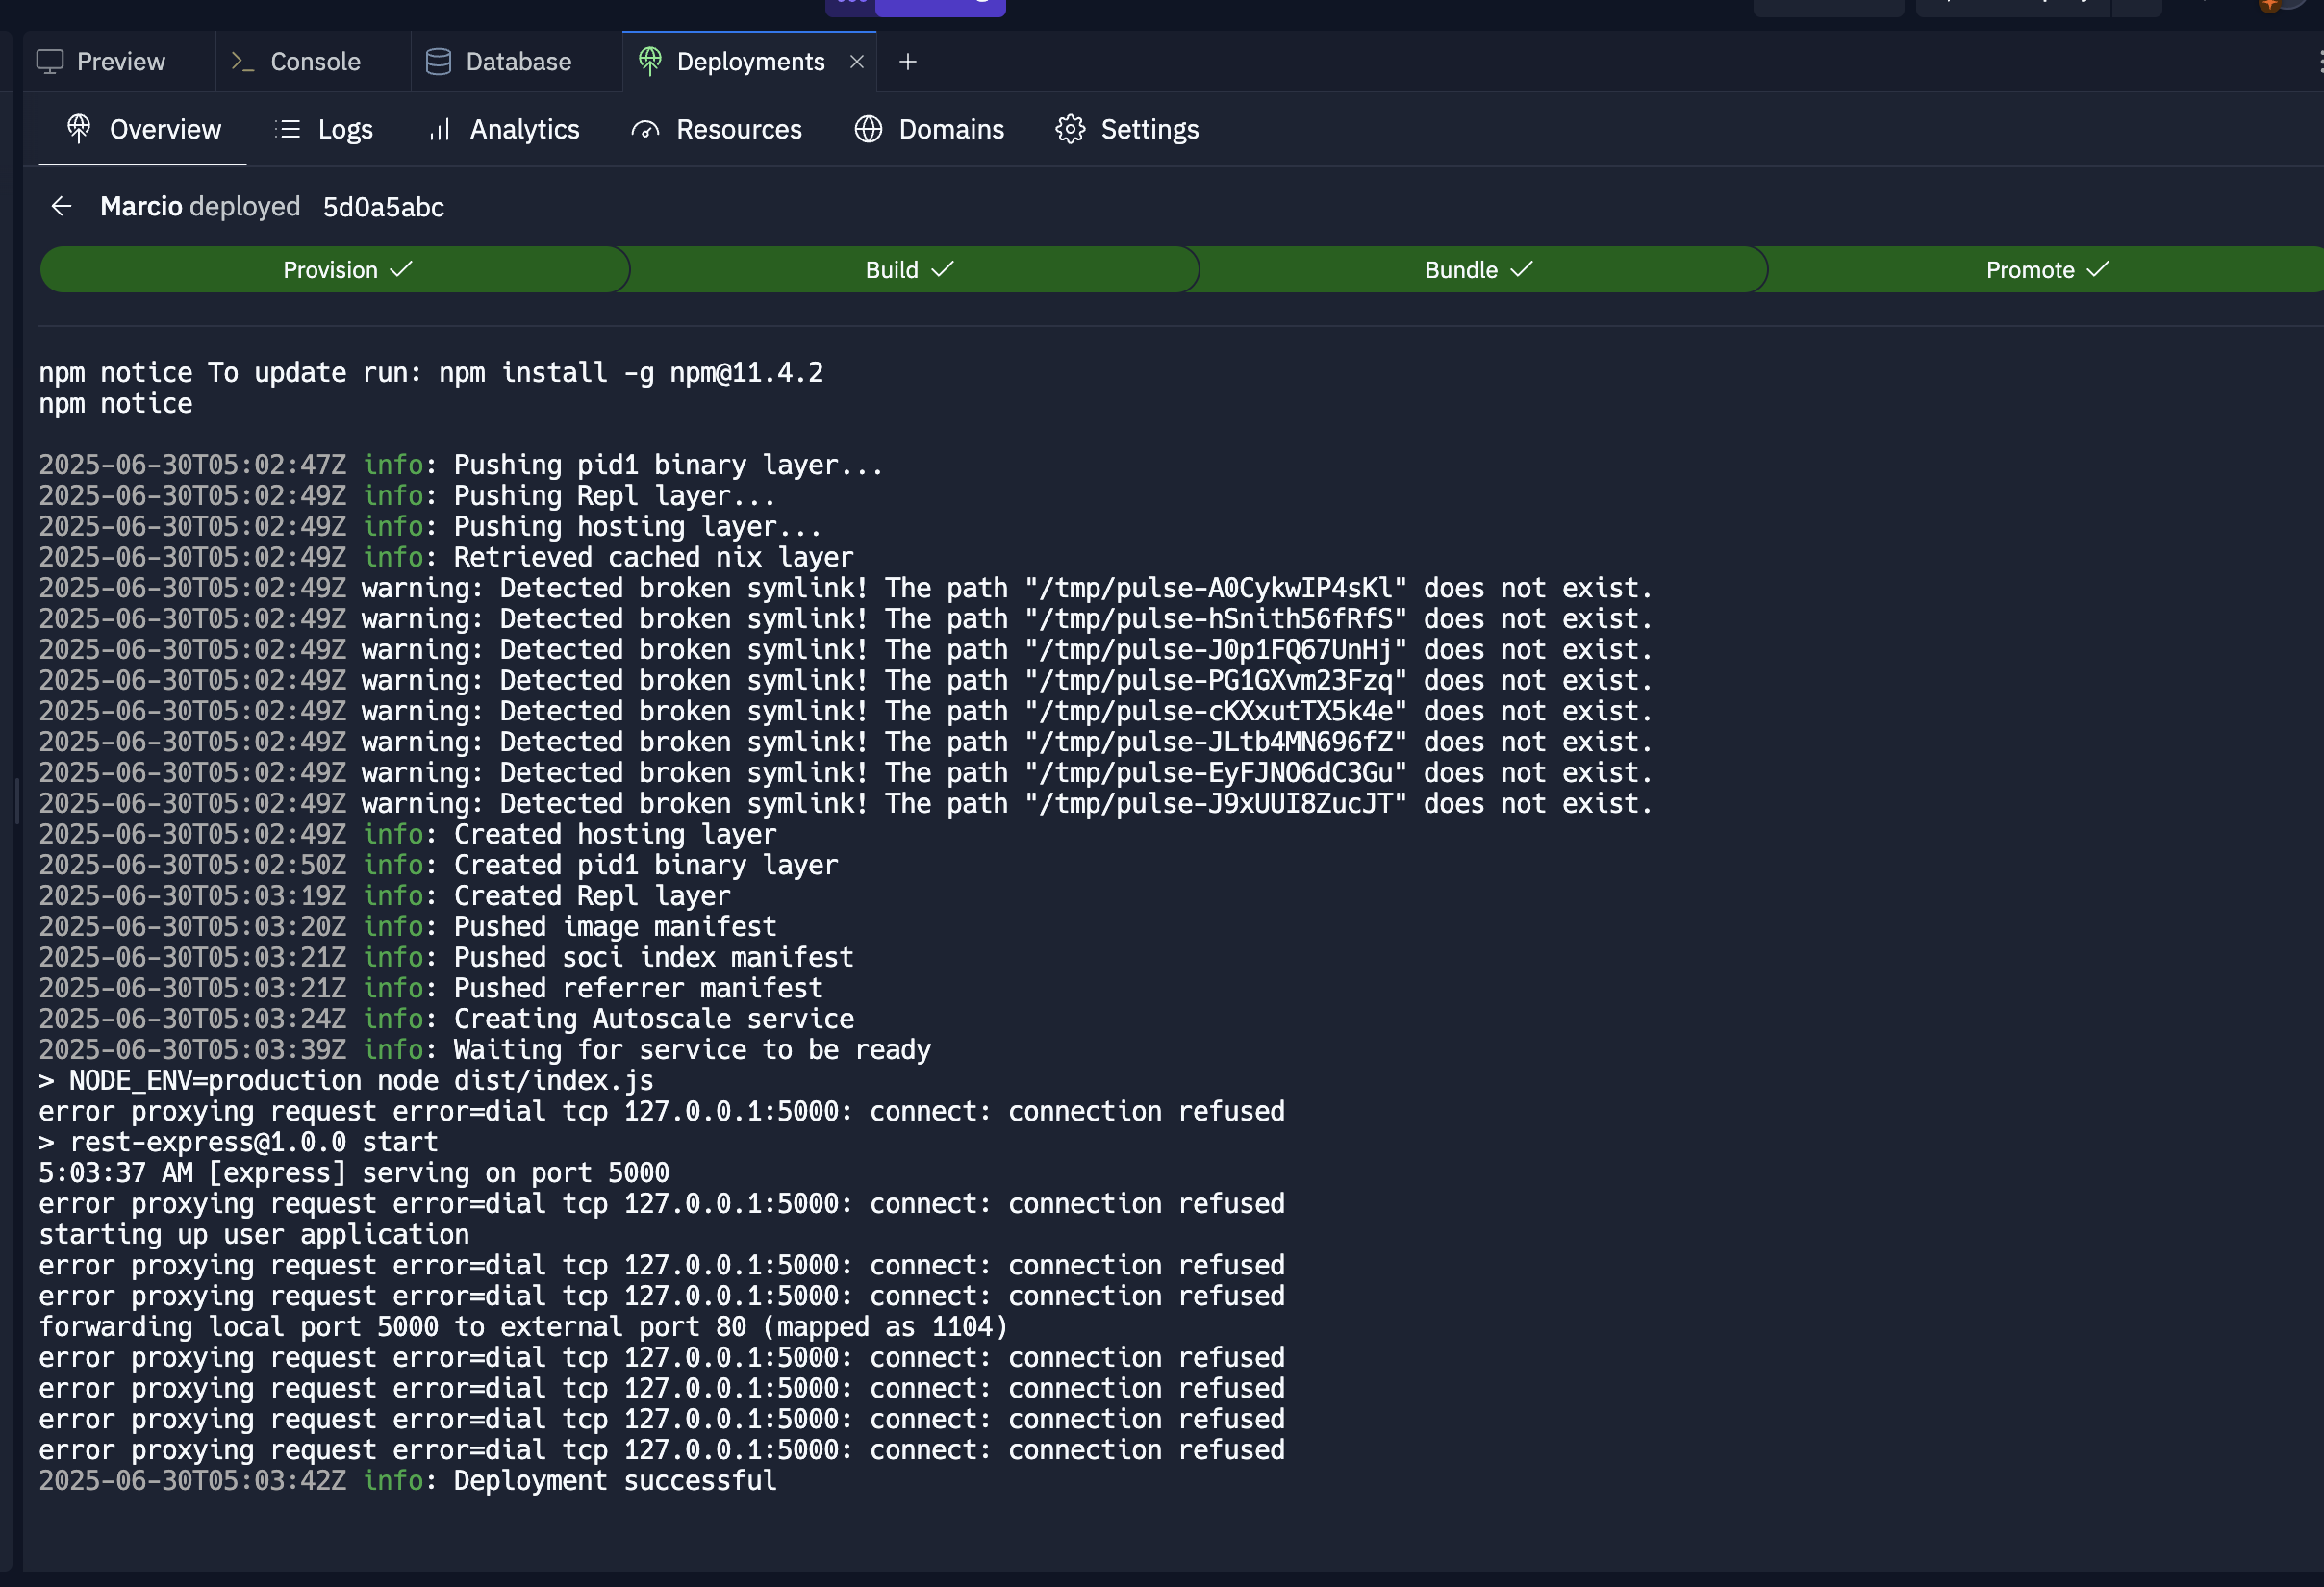 Preview
Console
Database
Deployments
Overview
Logs
Analytics
Resources
Domains
Settings
Marcio deployed 5d0a5abc
Provision
Build
Bundle
Promote
npm notice To update run: npm install -g npm@11.4.2
npm notice
2025-06-30T05:02:47Z info: Pushing pid1 binary layer...
2025-06-30T05:02:49Z info: Pushing Repl layer...
2025-06-30T05:02:49Z info: Pushing hosting layer...
2025-06-30T05:02:49Z info: Retrieved cached nix layer
2025-06-30T05:02:49Z warning: Detected broken symlink! The path "/tmp/pulse-A0CykwIP4sKl" does not exist.
2025-06-30T05:02:49Z warning: Detected broken symlink! The path "/tmp/pulse-hSnith56fRfS" does not exist.
2025-06-30T05:02:49Z warning: Detected broken symlink! The path "/tmp/pulse-J0p1FQ67UnHj" does not exist.
2025-06-30T05:02:49Z warning: Detected broken symlink! The path "/tmp/pulse-PG1GXvm23Fzq" does not exist.
2025-06-30T05:02:49Z warning: Detected broken symlink! The path "/tmp/pulse-cKXxutTX5k4e" does not exist.
2025-06-30T05:02:49Z warning: Detected broken symlink! The path "/tmp/pulse-JLtb4MN696fZ" does not exist.
2025-06-30T05:02:49Z warning: Detected broken symlink! The path "/tmp/pulse-EyFJNO6dC3Gu" does not exist.
2025-06-30T05:02:49Z warning: Detected broken symlink! The path "/tmp/pulse-J9xUUI8ZucJT" does not exist.
2025-06-30T05:02:49Z info: Created hosting layer
2025-06-30T05:02:50Z info: Created pid1 binary layer
2025-06-30T05:03:19Z info: Created Repl layer
2025-06-30T05:03:20Z info: Pushed image manifest
2025-06-30T05:03:21Z info: Pushed soci index manifest
2025-06-30T05:03:21Z info: Pushed referrer manifest
2025-06-30T05:03:24Z info: Creating Autoscale service
2025-06-30T05:03:39Z info: Waiting for service to be ready
> NODE_ENV=production node dist/index.js
error proxying request error=dial tcp 127.0.0.1:5000: connect: connection refused
> rest-express@1.0.0 start
5:03:37 AM [express] serving on port 5000
error proxying request error=dial tcp 127.0.0.1:5000: connect: connection refused
starting up user application
error proxying request error=dial tcp 127.0.0.1:5000: connect: connection refused
error proxying request error=dial tcp 127.0.0.1:5000: connect: connection refused
forwarding local port 5000 to external port 80 (mapped as 1104)
error proxying request error=dial tcp 127.0.0.1:5000: connect: connection refused
error proxying request error=dial tcp 127.0.0.1:5000: connect: connection refused
error proxying request error=dial tcp 127.0.0.1:5000: connect: connection refused
error proxying request error=dial tcp 127.0.0.1:5000: connect: connection refused
2025-06-30T05:03:42Z info: Deployment successful